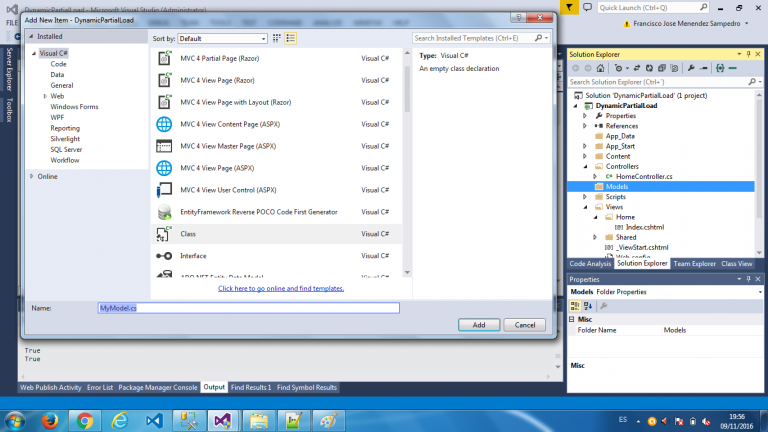 DynamicPartialLoad - Microsoft Visual Studio (Administrator)
Quick Launch (Ctrl+Q)
Francisco Jose Menendez Sampedro
Add New Item - DynamicPartialLoad
Installed
Sort by: Default
Search Installed Templates (Ctrl+E)
Visual C#
Code
Data
General
Web
Windows Forms
WPF
Reporting
Silverlight
SQL Server
Workflow
Online
MVC 4 Partial Page (Razor) Visual C#
MVC 4 View Page (Razor) Visual C#
MVC 4 View Page with Layout (Razor) Visual C#
MVC 4 View Content Page (ASPX) Visual C#
MVC 4 View Master Page (ASPX) Visual C#
MVC 4 View Page (ASPX) Visual C#
MVC 4 View User Control (ASPX) Visual C#
EntityFramework Reverse POCO Code First Generator Visual C#
Class Visual C#
Interface Visual C#
ADO.NET Entity Data Model Visual C#
Type: Visual C#
An empty class declaration
Click here to go online and find templates.
Name: MyModel.cs
Add
Cancel
Server Explorer
Toolbox
True
True
Web Publish Activity Error List Package Manager Console Output Find Results 1 Find Symbol Results
Solution Explorer
Search Solution Explorer (Ctrl+´)
Solution 'DynamicPartialLoad' (1 project)
DynamicPartialLoad
Properties
References
App_Data
App_Start
Content
Controllers
HomeController.cs
Models
Scripts
Views
Home
Index.cshtml
Shared
_ViewStart.cshtml
Web.config
Code Analysis Solution Explorer Team Explorer Class View
Properties
Models Folder Properties
Misc
Folder Name Models
Misc
ES
19:56
09/11/2016